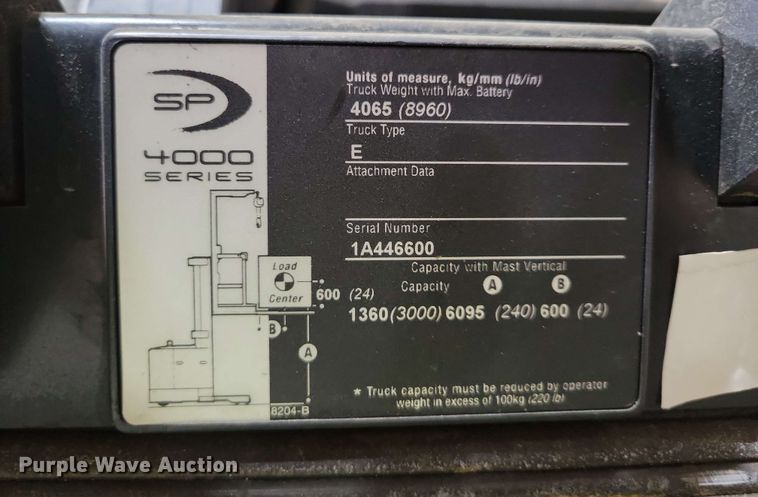 SP
4000
SERIES
Units of measure, kg/mm (lb/in)
Truck Weight with Max. Battery
4065 (8960)
Truck Type
E
Attachment Data
Serial Number
1A446600
Capacity with Mast Vertical
Capacity A B
1360 (3000) 6095 (240) 600 (24)
Load
Center
600 (24)
B
A
8204-B
* Truck capacity must be reduced by operator
weight in excess of 100kg (220 lb)
Purple Wave Auction